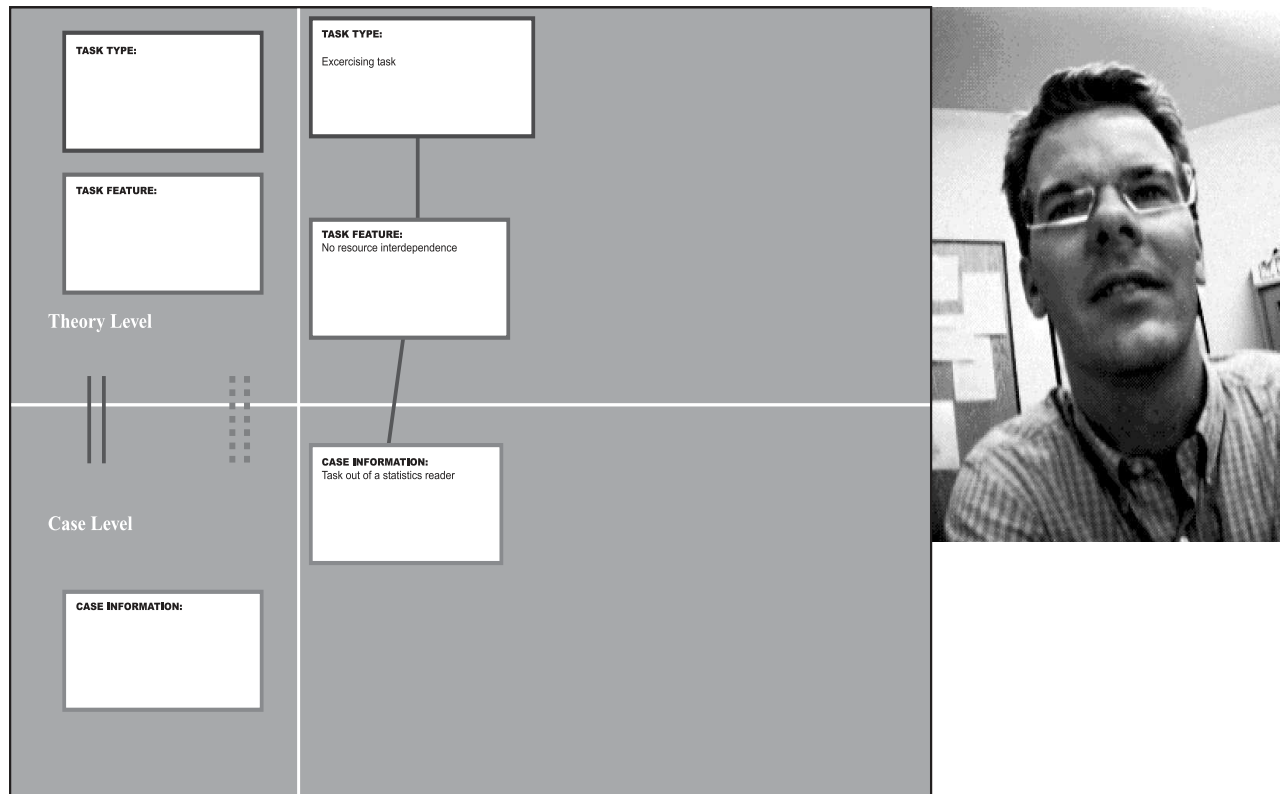 TASK TYPE:
TASK FEATURE:
Theory Level
Case Level
CASE INFORMATION:
TASK TYPE:
Excercising task
TASK FEATURE:
No resource interdependence
CASE INFORMATION:
Task out of a statistics reader